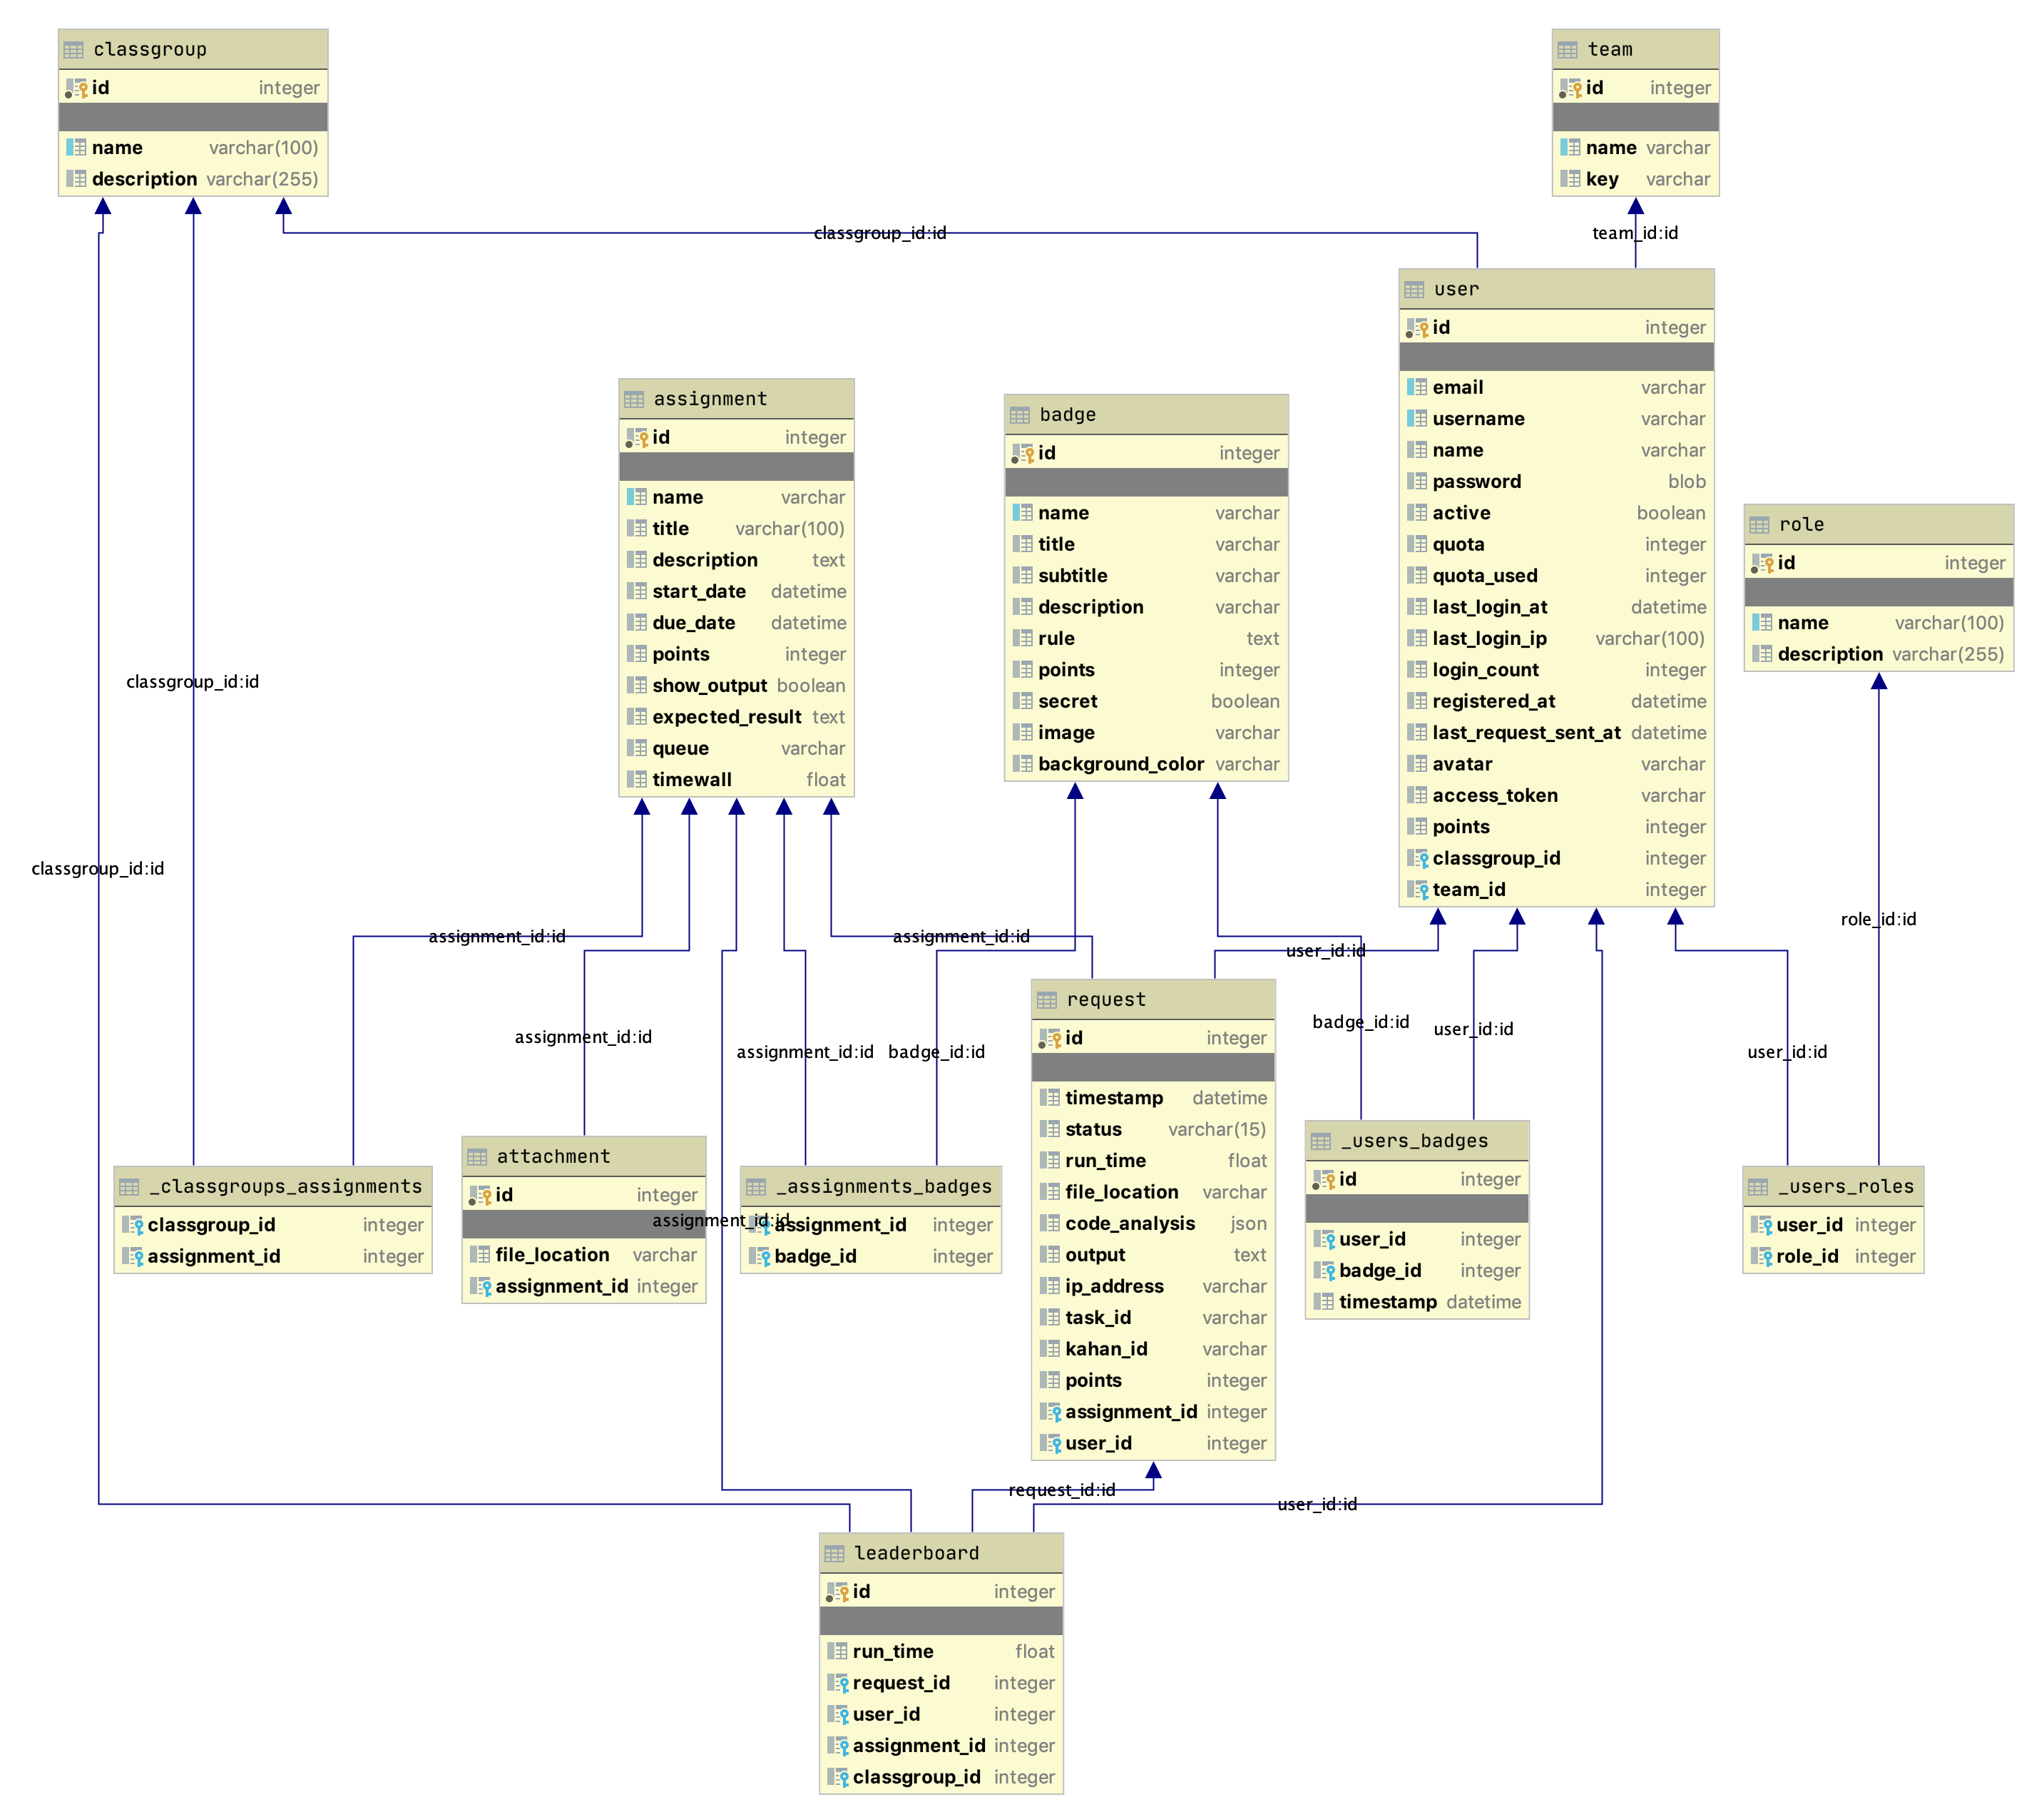 classgroup
id integer
name varchar(100)
description varchar(255)
team
id integer
name varchar
key varchar
classgroup_id:id
team_id:id
user
id integer
email varchar
username varchar
name varchar
password blob
active boolean
quota integer
quota_used integer
last_login_at datetime
last_login_ip varchar(100)
login_count integer
registered_at datetime
last_request_sent_at datetime
avatar varchar
access_token varchar
points integer
classgroup_id integer
team_id integer
assignment
id integer
name varchar
title varchar(100)
description text
start_date datetime
due_date datetime
points integer
show_output boolean
expected_result text
queue varchar
timewall float
badge
id integer
name varchar
title varchar
subtitle varchar
description varchar
rule text
points integer
secret boolean
image varchar
background_color varchar
role
id integer
name varchar(100)
description varchar(255)
classgroup_id:id
classgroup_id:id
role_id:id
assignment_id:id
assignment_id:id
user_id:id
badge_id:id
user_id:id
assignment_id:id
assignment_id:id
badge_id:id
user_id:id
request
id integer
timestamp datetime
status varchar(15)
run_time float
file_location varchar
code_analysis json
output text
ip_address varchar
task_id varchar
kahan_id varchar
points integer
assignment_id integer
user_id integer
_classgroups_assignments
classgroup_id integer
assignment_id integer
attachment
id integer
file_location varchar
assignment_id integer
assignment_id:id
_assignments_badges
assignment_id integer
badge_id integer
_users_badges
id integer
user_id integer
badge_id integer
timestamp datetime
_users_roles
user_id integer
role_id integer
request_id:id
user_id:id
leaderboard
id integer
run_time float
request_id integer
user_id integer
assignment_id integer
classgroup_id integer